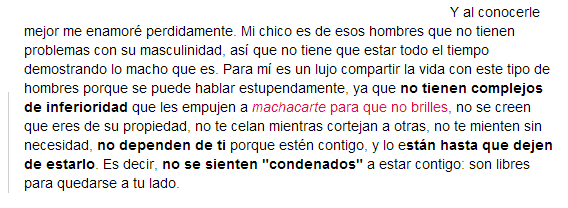 Y al conocerle
mejor me enamoré perdidamente. Mi chico es de esos hombres que no tienen
problemas con su masculinidad, así que no tiene que estar todo el tiempo
demostrando lo macho que es. Para mí es un lujo compartir la vida con este tipo de
hombres porque se puede hablar estupendamente, ya que no tienen complejos
de inferioridad que les empujen a machacarte para que no brilles, no se creen
que eres de su propiedad, no te celan mientras cortejan a otras, no te mienten sin
necesidad, no dependen de ti porque estén contigo, y lo están hasta que dejen
de estarlo. Es decir, no se sienten "condenados" a estar contigo: son libres
para quedarse a tu lado.